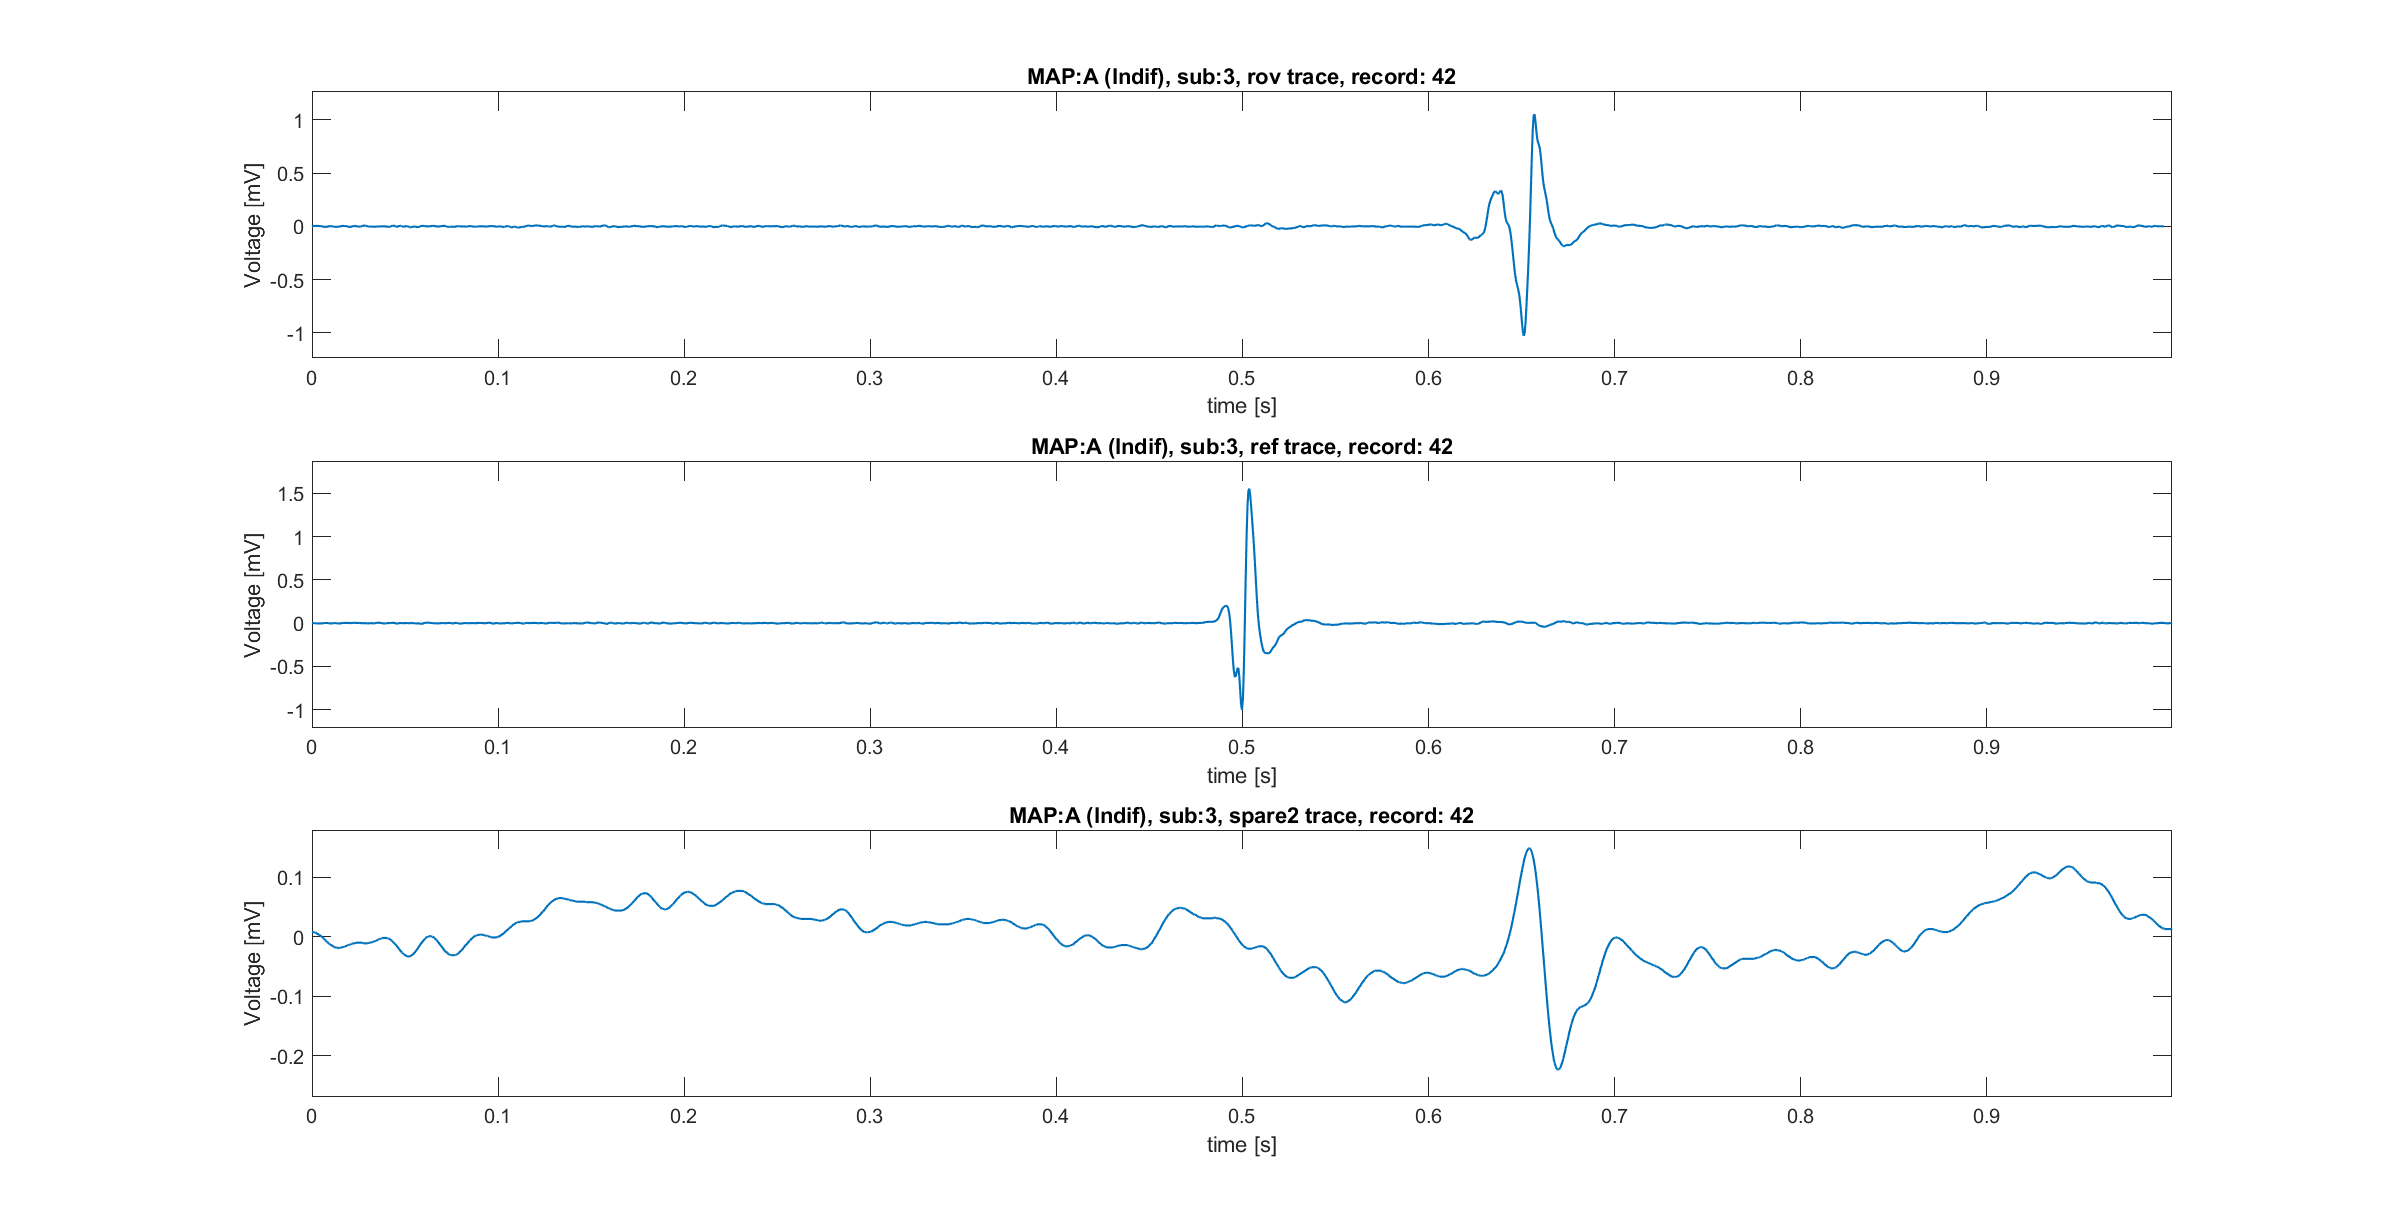 MAP:A (Indif), sub:3, rov trace, record: 42
Voltage [mV]
1
0.5
0
-0.5
-1
0 0.1 0.2 0.3 0.4 0.5 0.6 0.7 0.8 0.9
time [s]
MAP:A (Indif), sub:3, ref trace, record: 42
Voltage [mV]
1.5
1
0.5
0
-0.5
-1
0 0.1 0.2 0.3 0.4 0.5 0.6 0.7 0.8 0.9
time [s]
MAP:A (Indif), sub:3, spare2 trace, record: 42
Voltage [mV]
0.1
0
-0.1
-0.2
0 0.1 0.2 0.3 0.4 0.5 0.6 0.7 0.8 0.9
time [s]